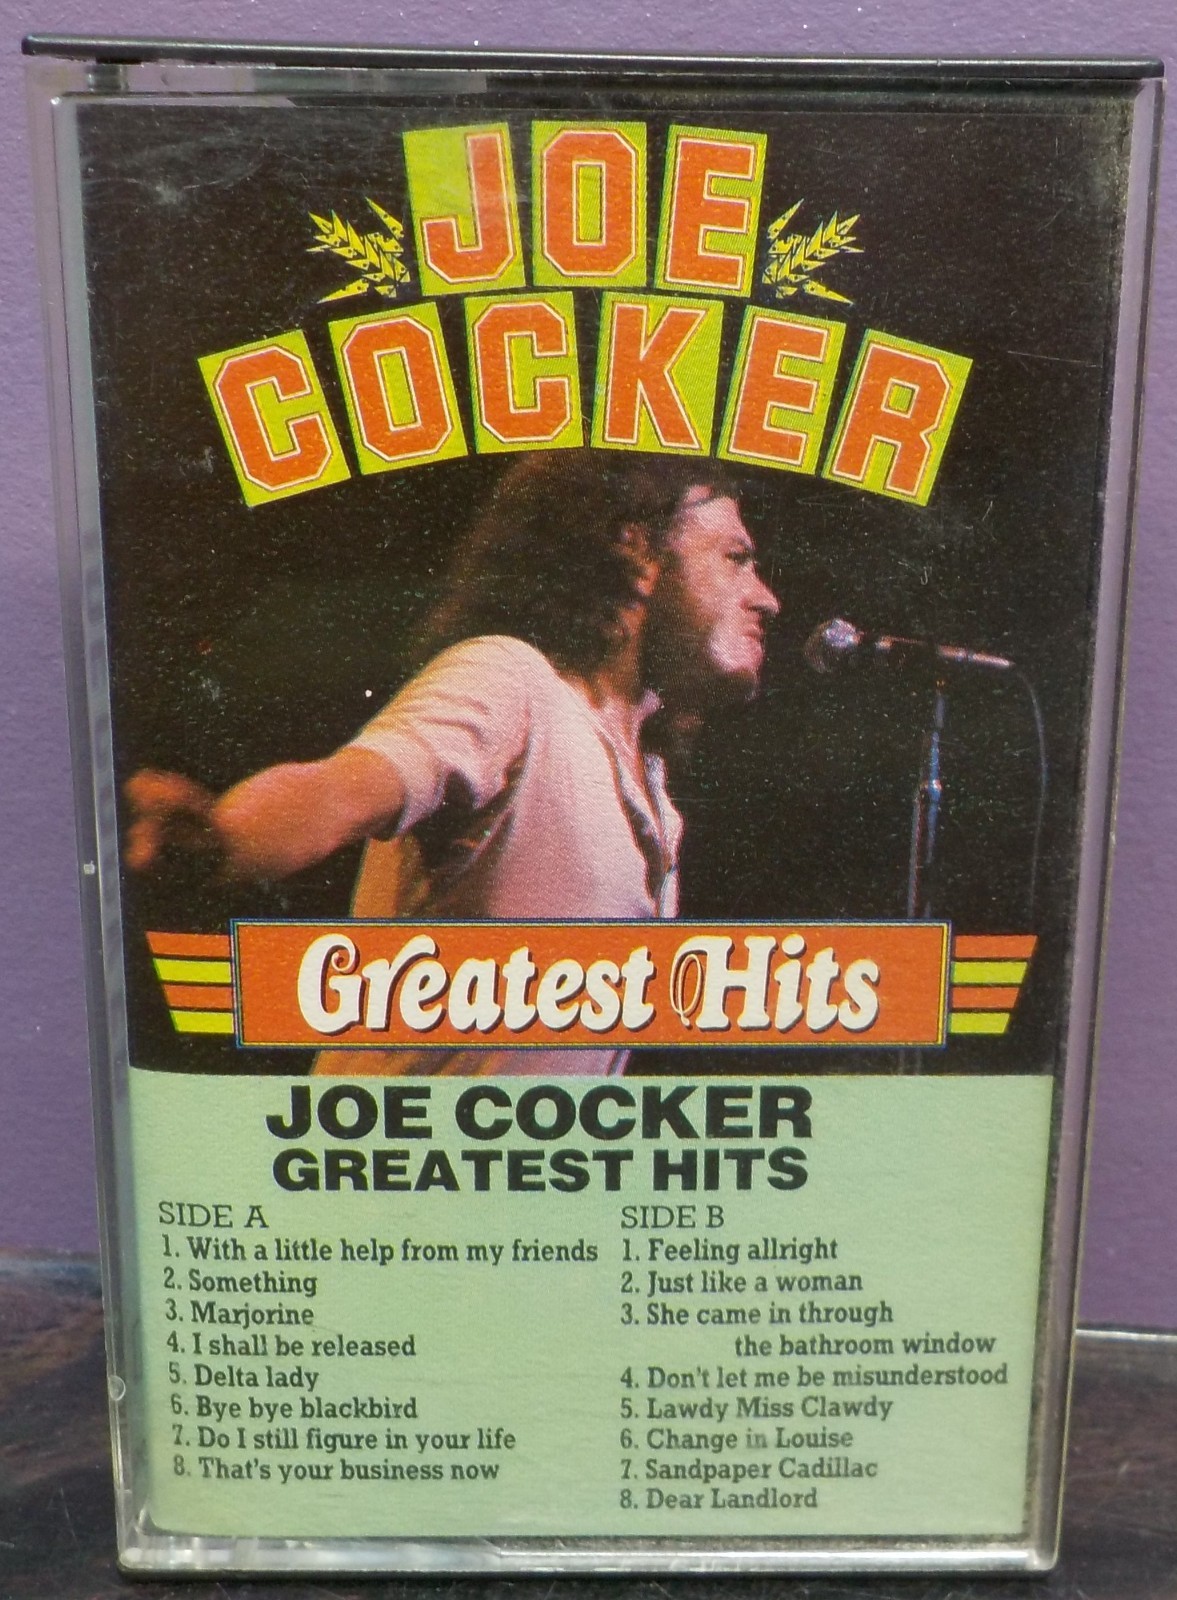 JOE
COCKER
Greatest Hits
JOE COCKER
GREATEST HITS
SIDE A
1. With a little help from my friends
2. Something
3. Marjorine
4. I shall be released
5. Delta lady
6. Bye bye blackbird
7. Do I still figure in your life
8. That's your business now
SIDE B
1. Feeling allright
2. Just like a woman
3. She came in through
the bathroom window
4. Don't let me be misunderstood
5. Lawdy Miss Clawdy
6. Change in Louise
7. Sandpaper Cadillac
8. Dear Landlord